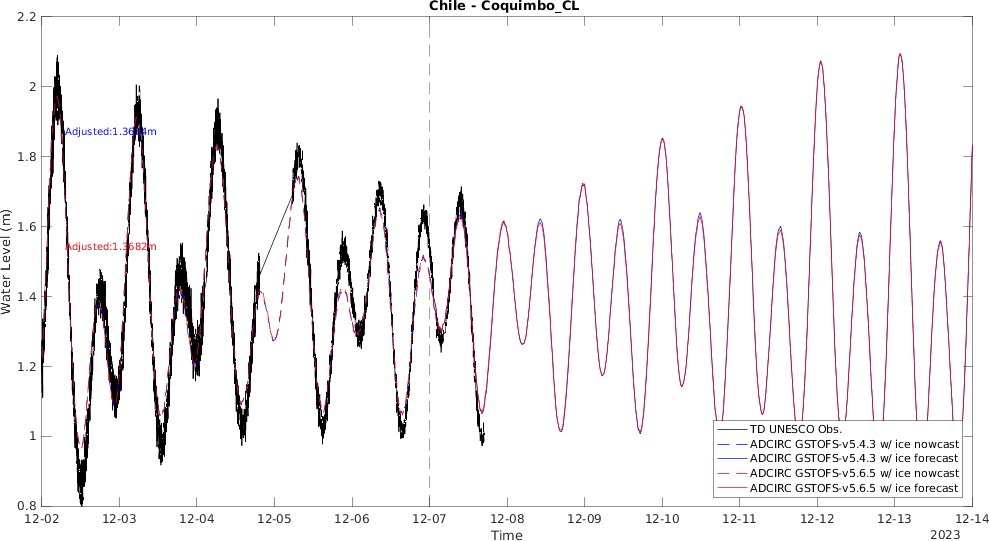 Chile - Coquimbo_CL
2.2
2
1.8
1.6
1.4
1.2
1
0.8
Water Level (m)
Adjusted:1.3644m
Adjusted:1.3682m
TD UNESCO Obs.
ADCIRC GSTOFS-v5.4.3 w/ ice nowcast
ADCIRC GSTOFS-v5.4.3 w/ ice forecast
ADCIRC GSTOFS-v5.6.5 w/ ice nowcast
ADCIRC GSTOFS-v5.6.5 w/ ice forecast
12-02 12-03 12-04 12-05 12-06 12-07 12-08 12-09 12-10 12-11 12-12 12-13 12-14
Time
2023